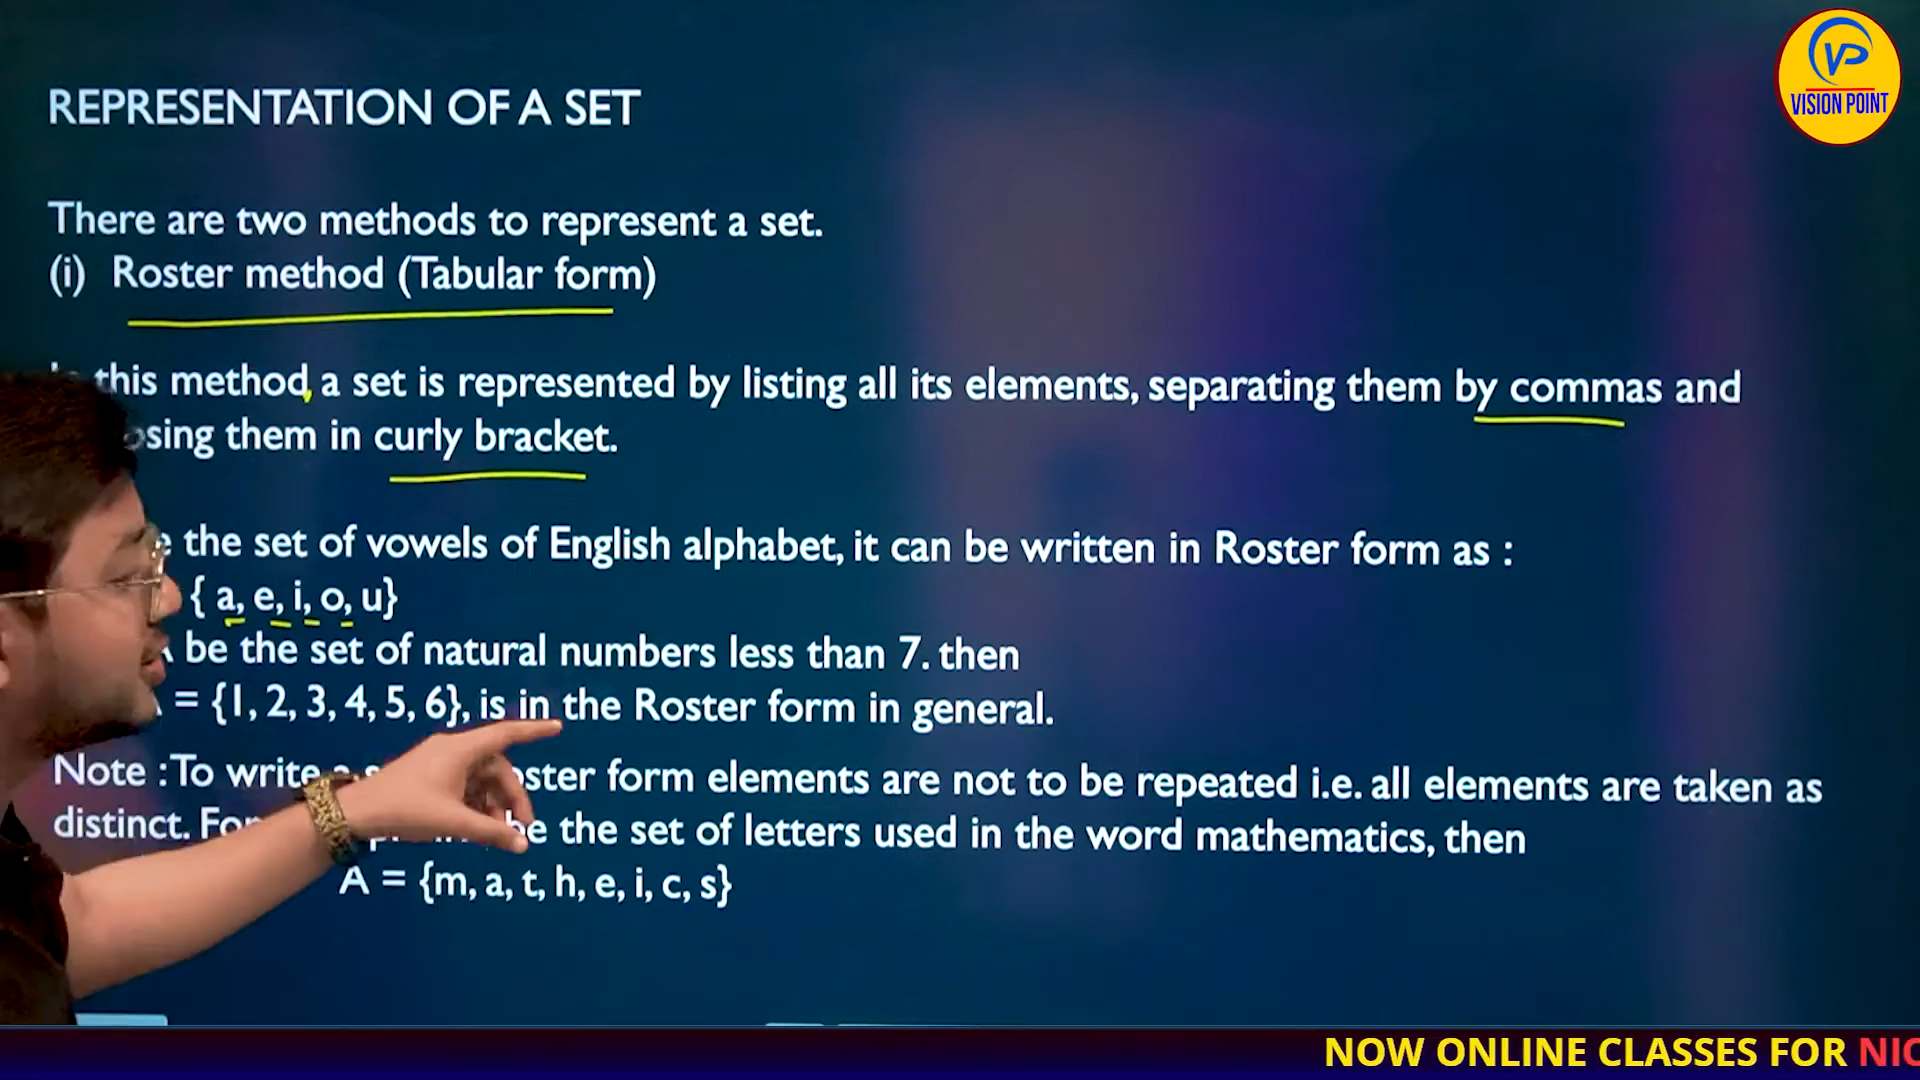 VP
VISION POINT
REPRESENTATION OF A SET
There are two methods to represent a set.
(i) Roster method (Tabular form)
this method, a set is represented by listing all its elements, separating them by commas and
them in curly bracket.
the set of vowels of English alphabet, it can be written in Roster form as :
{ a, e, i, o, u}
be the set of natural numbers less than 7. then
= {1, 2, 3, 4, 5, 6}, is in the Roster form in general.
Note : To write form elements are not to be repeated i.e. all elements are taken as
distinct. be the set of letters used in the word mathematics, then
A = {m, a, t, h, e, i, c, s}
NOW ONLINE CLASSES FOR